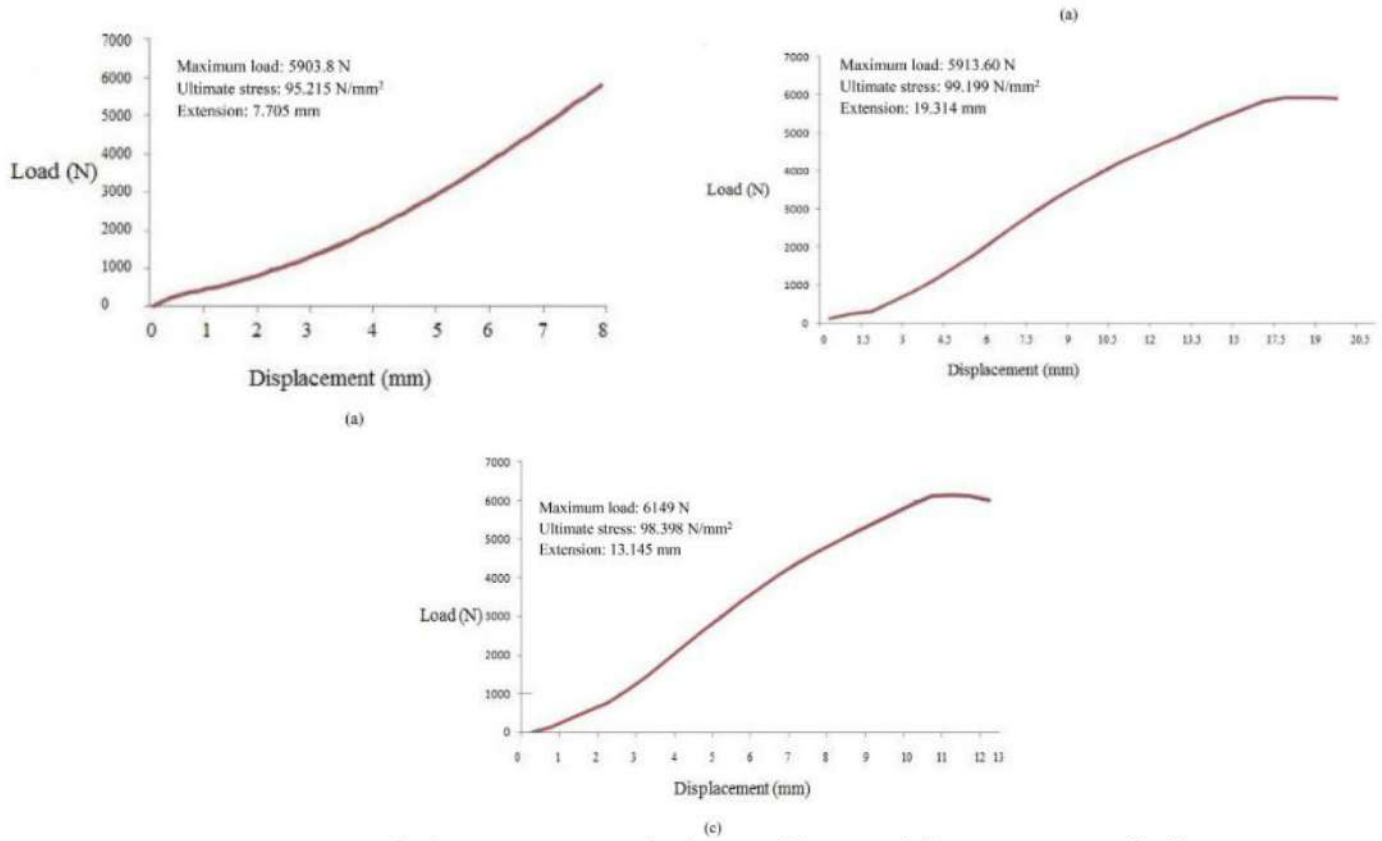 (a)
7000
6000
5000
4000
3000
2000
1000
0
Maximum load: 5903.8 N
Ultimate stress: 95.215 N/mm²
Extension: 7.705 mm
Load (N)
0 1 2 3 4 5 6 7 8
Displacement (mm)
(a)
7000
6000
5000
4000
3000
2000
1000
0
Maximum load: 5913.60 N
Ultimate stress: 99.199 N/mm²
Extension: 19.314 mm
Load (N)
0 1.5 3 4.5 6 7.5 9 10.5 12 13.5 15 17.5 19 20.5
Displacement (mm)
7000
6000
5000
4000
3000
2000
1000
0
Maximum load: 6149 N
Ultimate stress: 98.398 N/mm²
Extension: 13.145 mm
Load (N)
0 1 2 3 4 5 6 7 8 9 10 11 12 13
Displacement (mm)
(c)